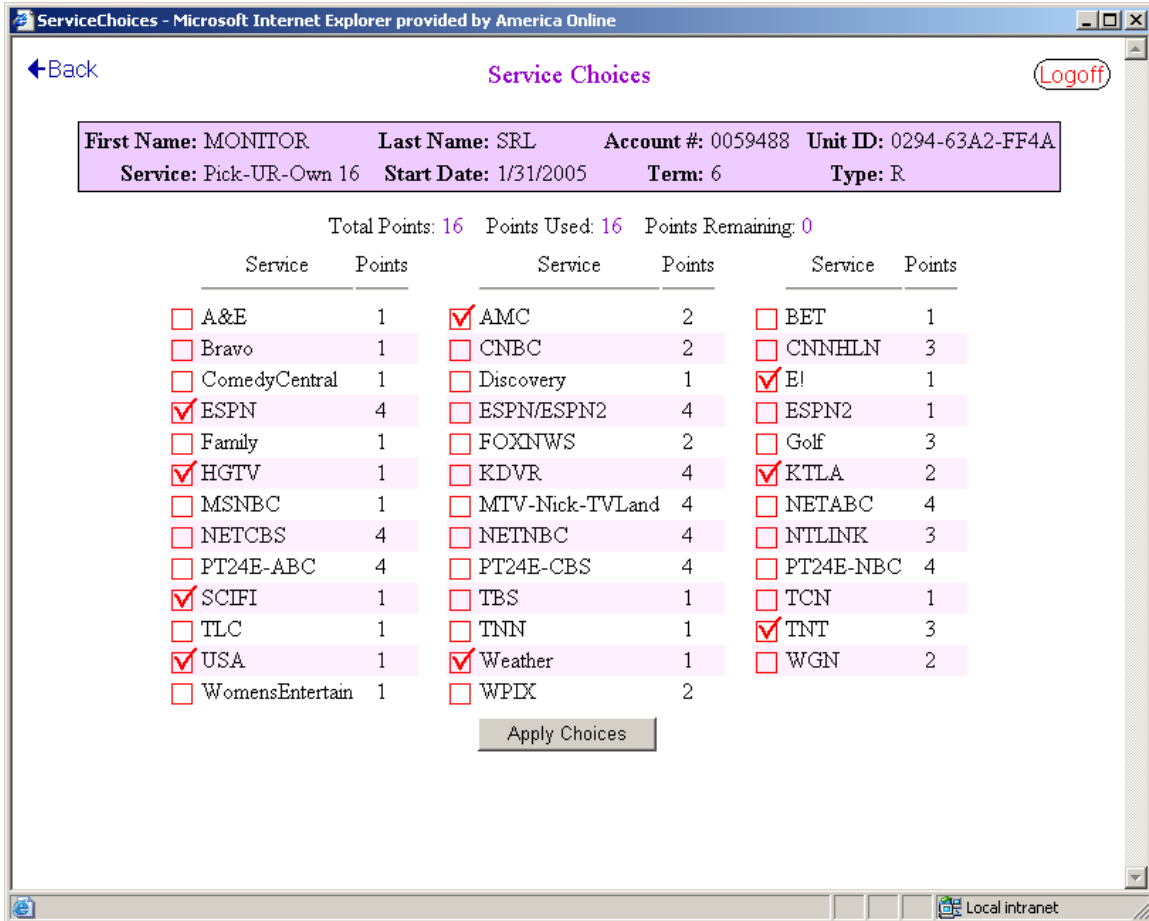 ServiceChoices - Microsoft Internet Explorer provided by America Online
Back Service Choices Logoff
First Name: MONITOR Last Name: SRL Account #: 0059488 Unit ID: 0294-63A2-FF4A
Service: Pick-UR-Own 16 Start Date: 1/31/2005 Term: 6 Type: R
Total Points: 16 Points Used: 16 Points Remaining: 0
Service Points Service Points Service Points
A&E 1 AMC 2 BET 1
Bravo 1 CNBC 2 CNNHLN 3
ComedyCentral 1 Discovery 1 E! 1
ESPN 4 ESPN/ESPN2 4 ESPN2 1
Family 1 FOXNWS 2 Golf 3
HGTV 1 KDVR 4 KTLA 2
MSNBC 1 MTV-Nick-TVLand 4 NETABC 4
NETCBS 4 NETNBC 4 NTLINK 3
PT24E-ABC 4 PT24E-CBS 4 PT24E-NBC 4
SCIFI 1 TBS 1 TCN 1
TLC 1 TNN 1 TNT 3
USA 1 Weather 1 WGN 2
WomensEntertain 1 WPIX 2
Apply Choices
Local intranet